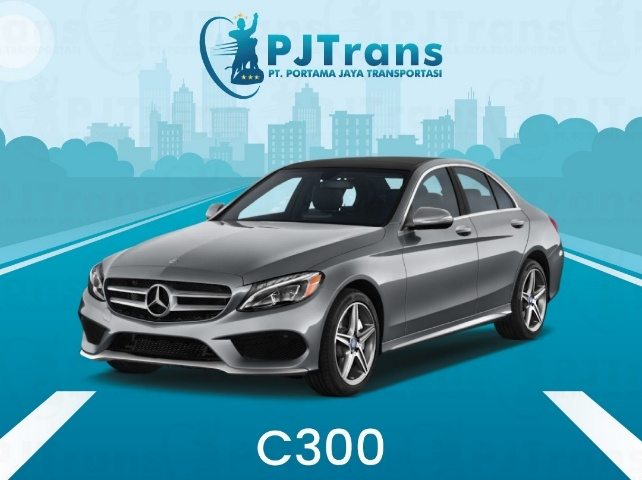 PJTrans
PT. PORTAMA JAYA TRANSPORTASI
C300